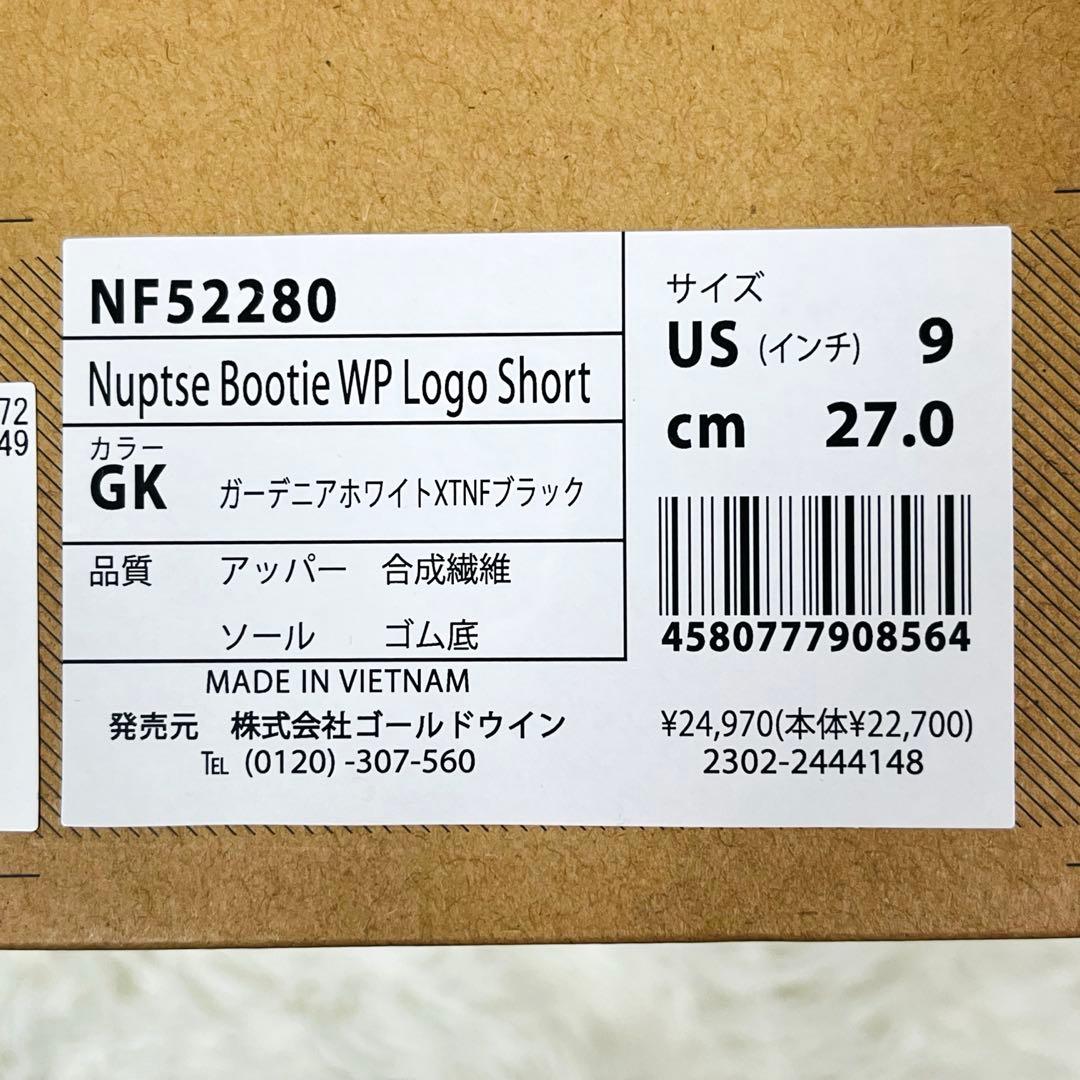 NF52280
Nuptse Bootie WP Logo Short
カラー
GK ガーデニアホワイトXTNFブラック
品質 アッパー 合成繊維
ソール ゴム底
MADE IN VIETNAM
発売元 株式会社ゴールドウイン
℡ (0120) -307-560
サイズ
US (インチ) 9
cm 27.0
4580777908564
¥24,970(本体¥22,700)
2302-2444148
72
49